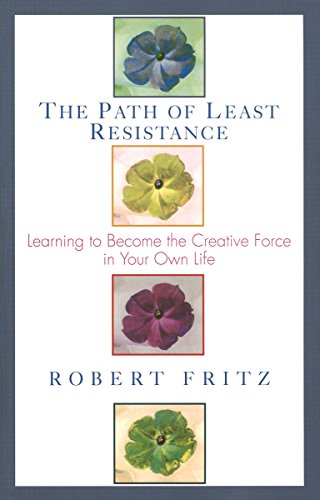 THE PATH OF LEAST
RESISTANCE
Learning to Become the Creative Force
in Your Own Life
ROBERT FRITZ